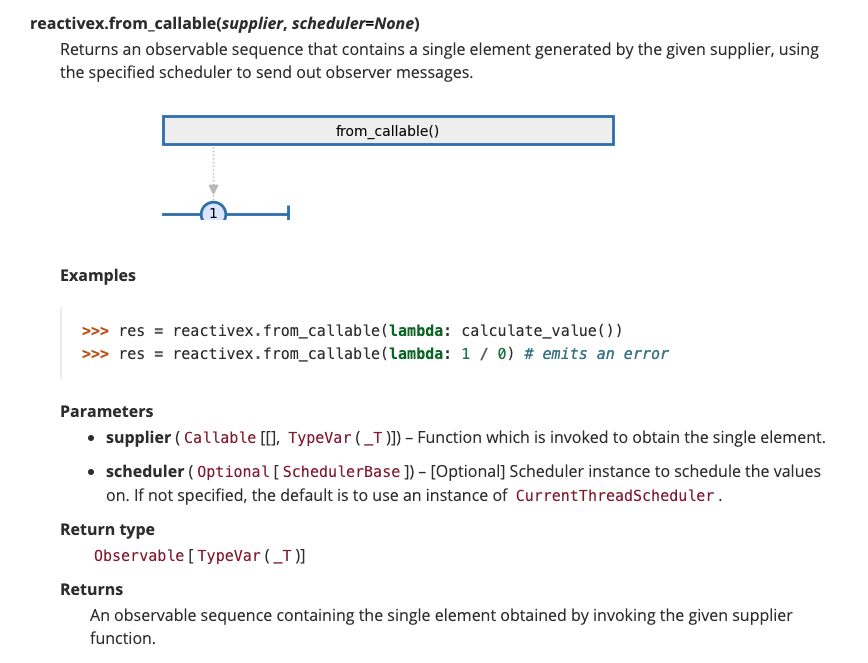 reactivex.from_callable(supplier, scheduler=None)
Returns an observable sequence that contains a single element generated by the given supplier, using
the specified scheduler to send out observer messages.
from_callable()
1
Examples
>>> res = reactivex.from_callable(lambda: calculate_value())
>>> res = reactivex.from_callable(lambda: 1 / 0) # emits an error
Parameters
• supplier ( Callable [[], TypeVar ( _T )]) – Function which is invoked to obtain the single element.
• scheduler ( Optional [ SchedulerBase ]) – [Optional] Scheduler instance to schedule the values
on. If not specified, the default is to use an instance of CurrentThreadScheduler .
Return type
Observable [ TypeVar ( _T )]
Returns
An observable sequence containing the single element obtained by invoking the given supplier
function.